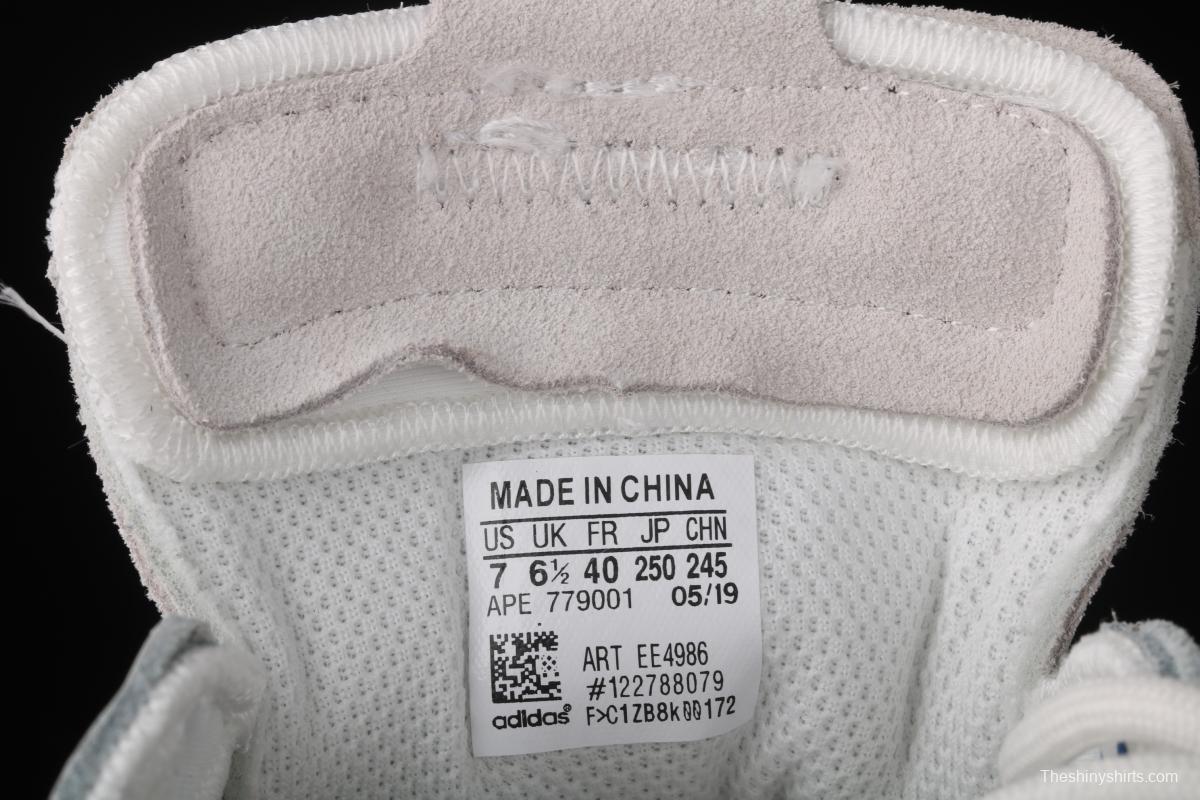 MADE IN CHINA
US UK FR JP CHN
7 6½ 40 250 245
APE 779001 05/19
ART EE4986
#122788079
F>C1ZB8k00172
adidas®
Theshinyshirts.com